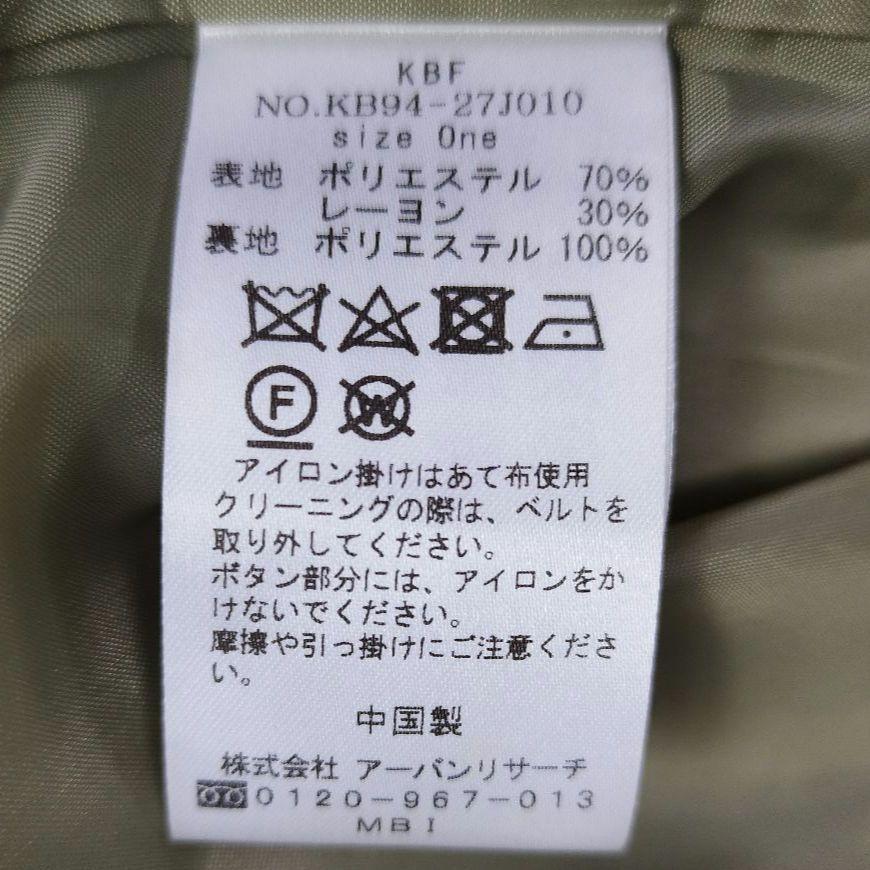 KBF
NO.KB94-27J010
size One
表地 ポリエステル 70%
レーヨン 30%
裏地 ポリエステル 100%
F
W
アイロン掛けはあて布使用
クリーニングの際は、ベルトを
取り外してください。
ボタン部分には、アイロンをか
けないでください。
摩擦や引っ掛けにご注意くださ
い。
中国製
株式会社 アーバンリサーチ
0120-967-013
MBI